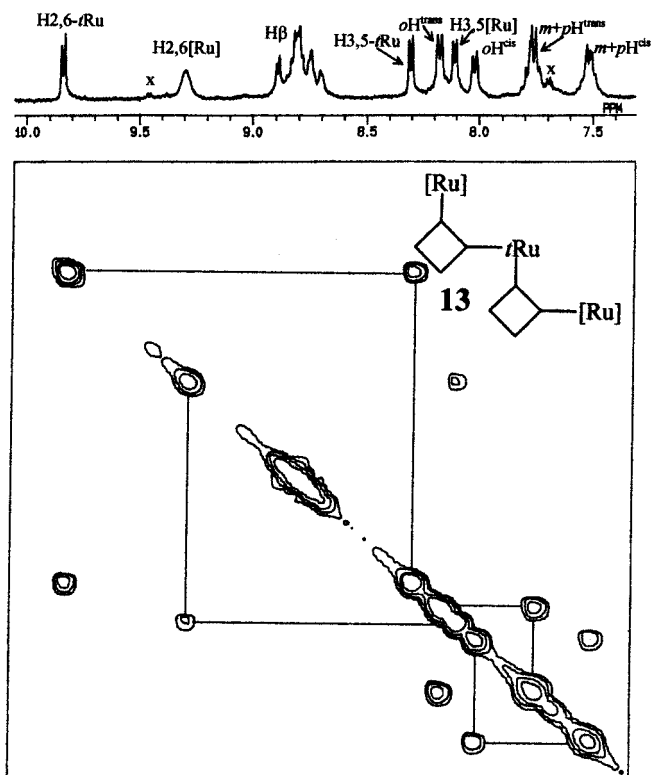 H2,6-tRu
x
H2,6[Ru]
Hβ
H3,5-tRu
oHtrans
H3,5[Ru]
oHcis
m+pHtrans
x
m+pHcis
10.0 9.5 9.0 8.5 8.0 7.5
PPM
[Ru]
tRu
13
[Ru]